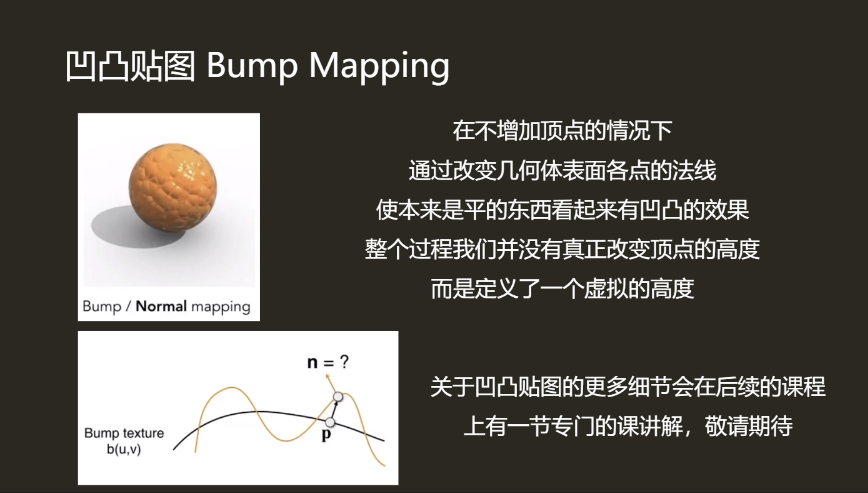 凹凸贴图 Bump Mapping
在不增加顶点的情况下
通过改变几何体表面各点的法线
使本来是平的东西看起来有凹凸的效果
整个过程我们并没有真正改变顶点的高度
而是定义了一个虚拟的高度
Bump / Normal mapping
n = ?
p
Bump texture
b(u,v)
关于凹凸贴图的更多细节会在后续的课程
上有一节专门的课讲解，敬请期待